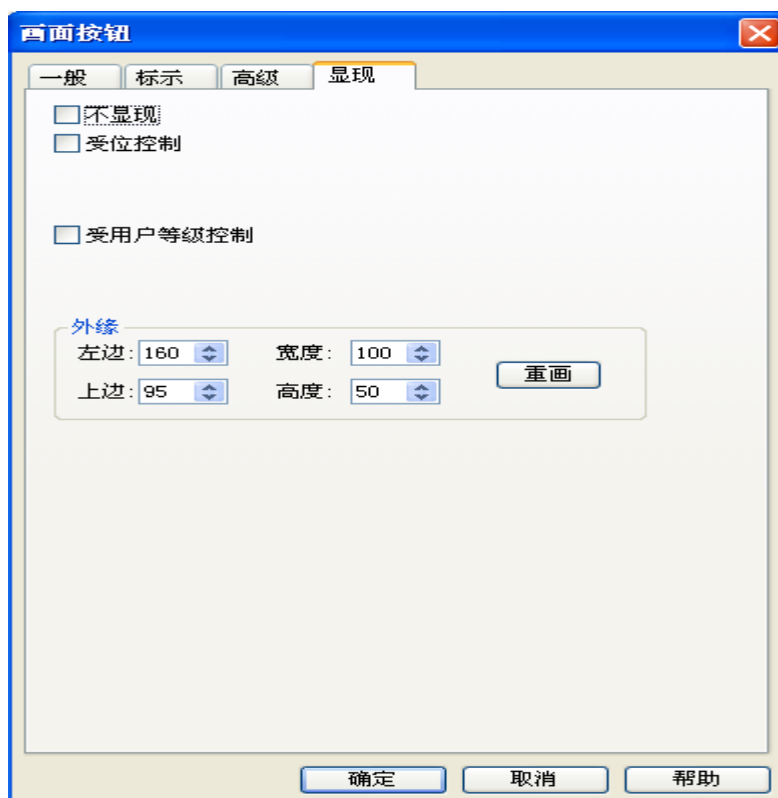 画面按钮
一般 标示 高级 显现
不显现
受位控制
受用户等级控制
外缘
左边: 160 宽度: 100
上边: 95 高度: 50
重画
确定 取消 帮助